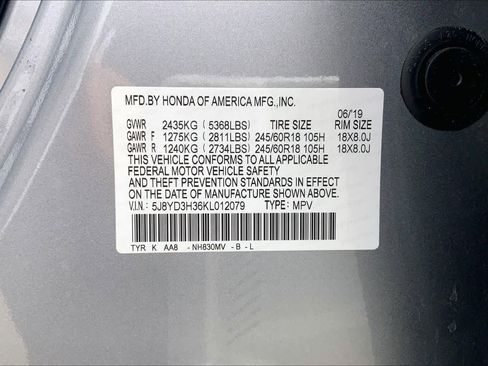 MFD.BY HONDA OF AMERICA MFG.,INC.
06/'19
GVWR 2435KG (5368LBS) TIRE SIZE RIM SIZE
GAWR F 1275KG (2811LBS) 245/60R18 105H 18X8.0J
GAWR R 1240KG (2734LBS) 245/60R18 105H 18X8.0J
THIS VEHICLE CONFORMS TO ALL APPLICABLE
FEDERAL MOTOR VEHICLE SAFETY
AND THEFT PREVENTION STANDARDS IN EFFECT
ON THE DATE OF MANUFACTURE SHOWN ABOVE.
V.I.N.: 5J8YD3H36KL012079 TYPE: MPV
TYR K AA8 -NH830MV -B -L